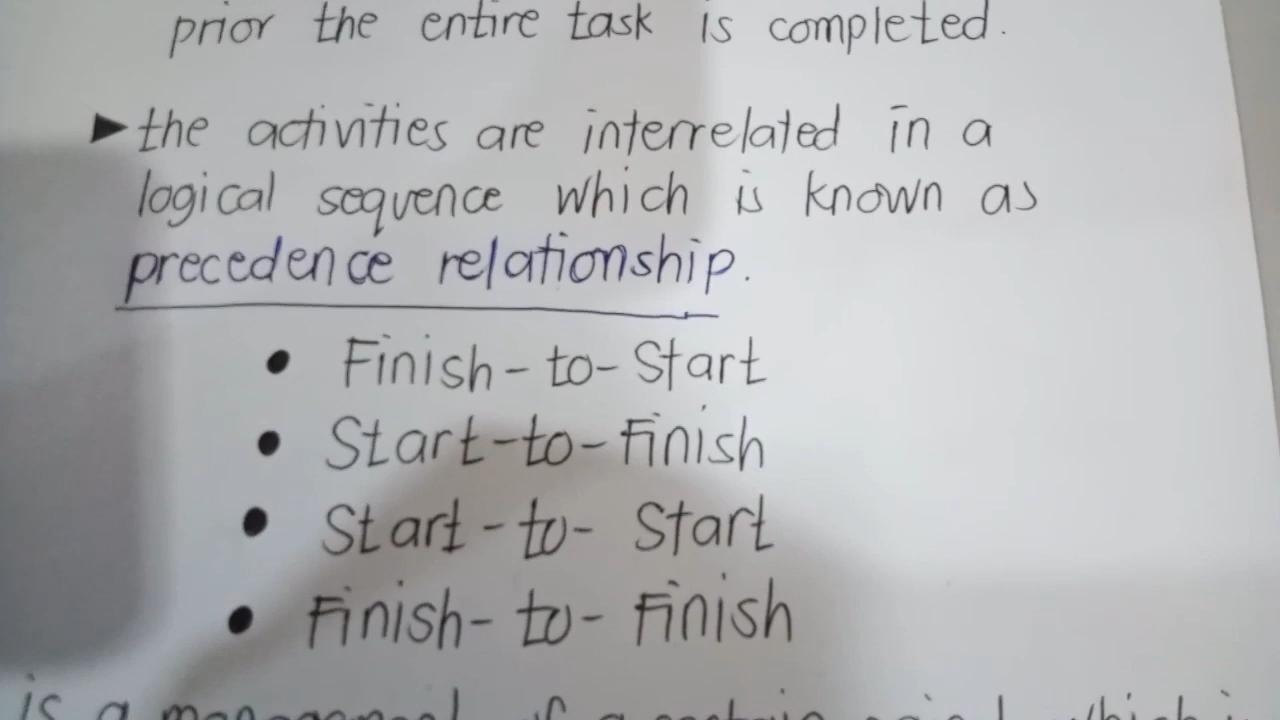 prior the entire task is completed.
▶ the activities are interrelated in a
logical sequence which is known as
precedence relationship.
• Finish-to-Start
• Start-to-Finish
• Start-to-Start
• Finish-to-Finish
is a